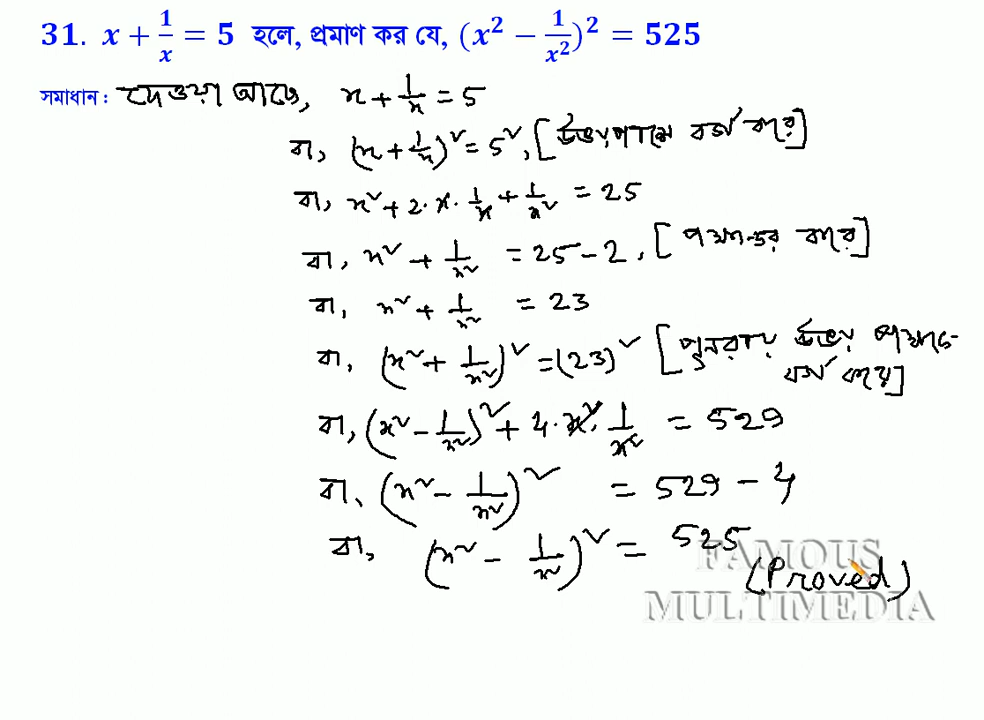 31. x + 1/x = 5 হলে, প্রমাণ কর যে, (x² − 1/x²)² = 525
সমাধান : দেওয়া আছে, x + 1/x = 5
বা, (x + 1/x)² = 5², [উভয়পক্ষে বর্গ করে]
বা, x² + 2·x·1/x + 1/x² = 25
বা, x² + 1/x² = 25 − 2, [পক্ষান্তর করে]
বা, x² + 1/x² = 23
বা, (x² + 1/x²)² = (23)² [পুনরায় উভয় পক্ষকে
বর্গ করে]
বা, (x² − 1/x²)² + 4·x²·1/x² = 529
বা, (x² − 1/x²)² = 529 − 4
বা, (x² − 1/x²)² = 525
(Proved)
FAMOUS
MULTIMEDIA